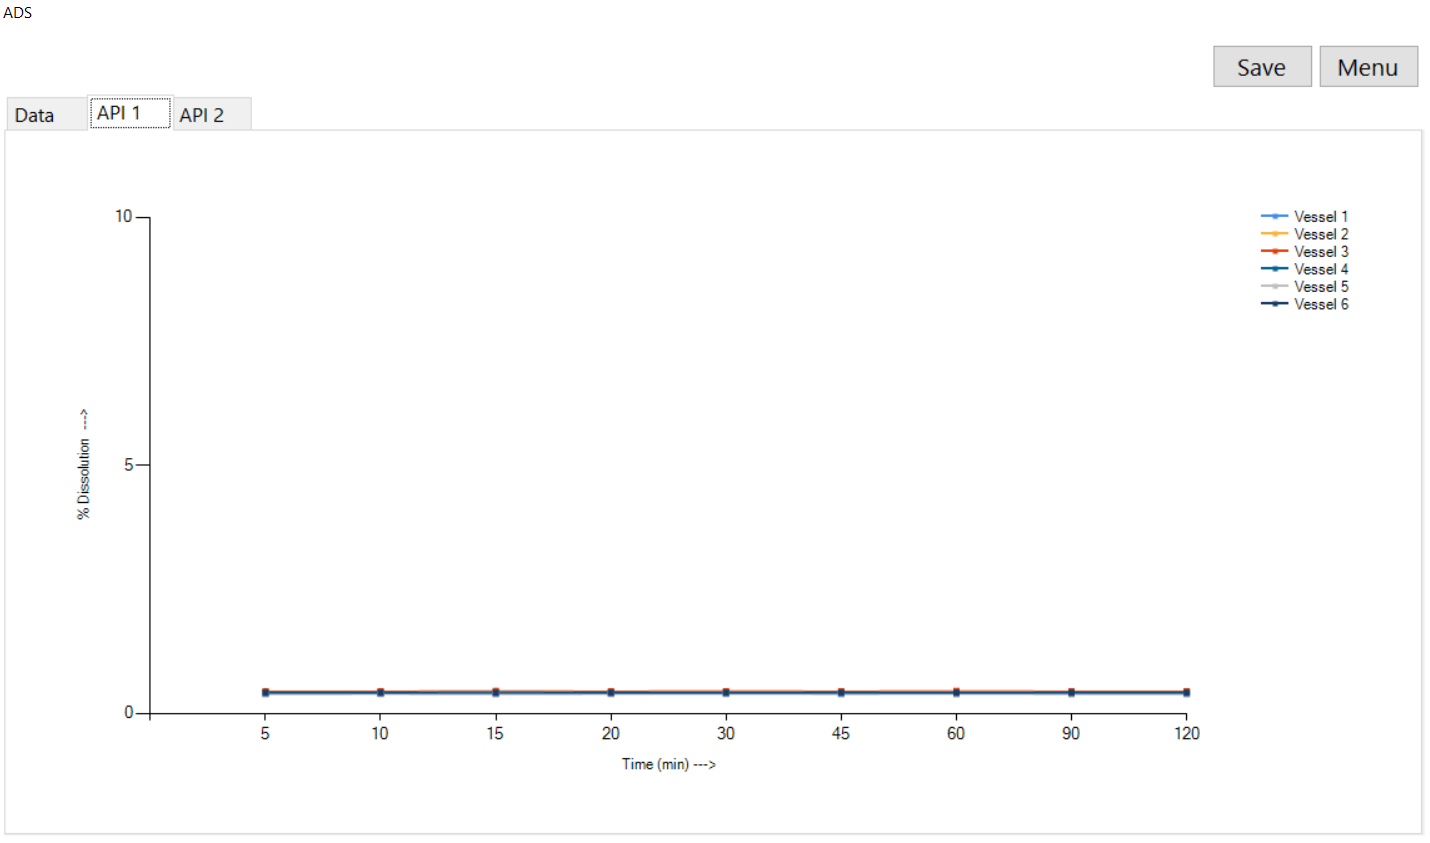 ADS
Save Menu
Data API 1 API 2
10
5
0
% Dissolution --->
5 10 15 20 30 45 60 90 120
Time (min) --->
Vessel 1
Vessel 2
Vessel 3
Vessel 4
Vessel 5
Vessel 6